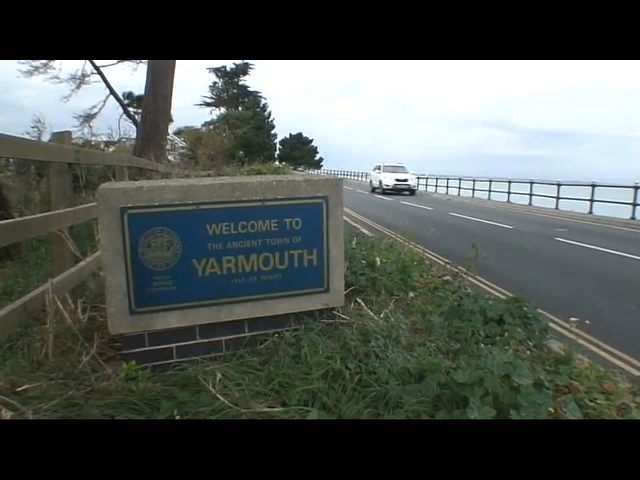 WELCOME TO
THE ANCIENT TOWN OF
YARMOUTH
ISLE OF WIGHT